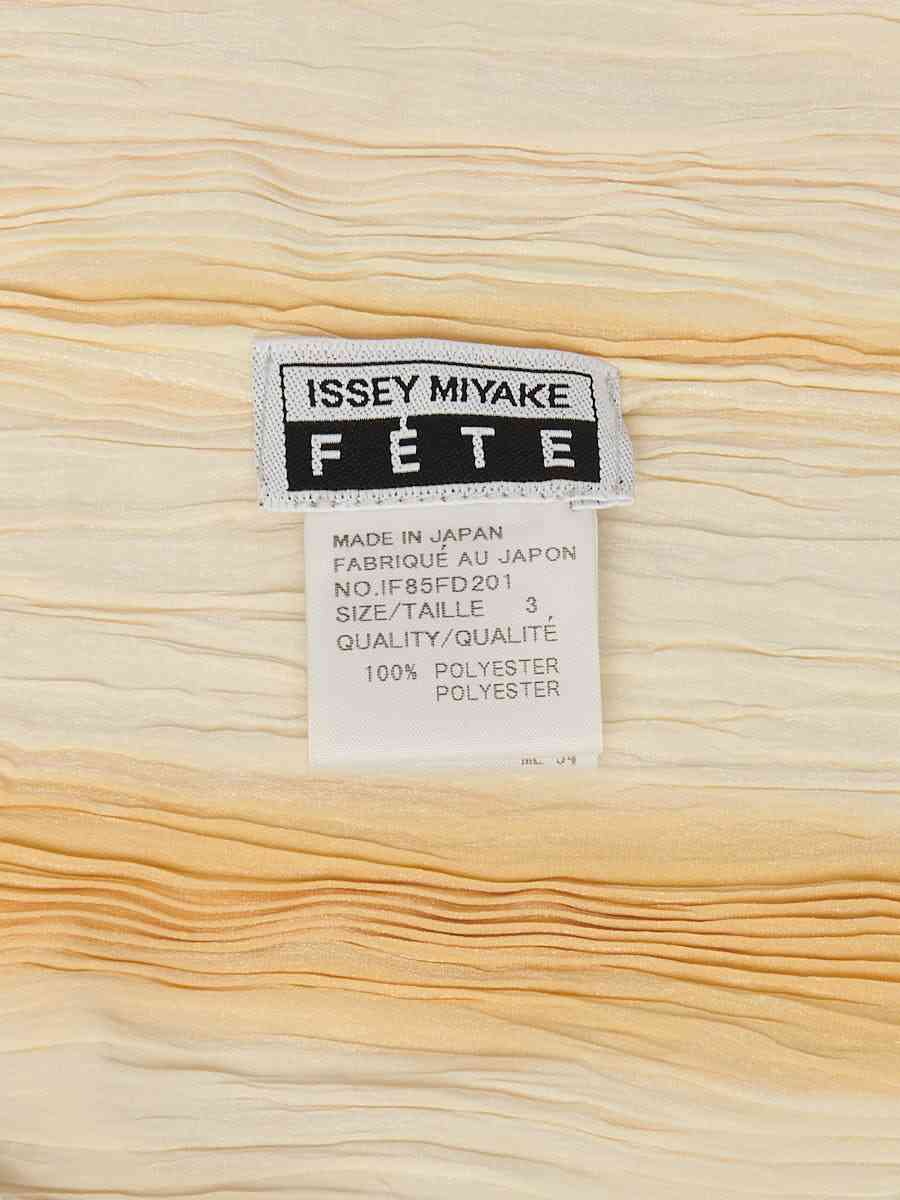 ISSEY MIYAKE
FÊTE
MADE IN JAPAN
FABRIQUÉ AU JAPON
NO.IF85FD201
SIZE/TAILLE 3
QUALITY/QUALITÉ
100% POLYESTER
POLYESTER